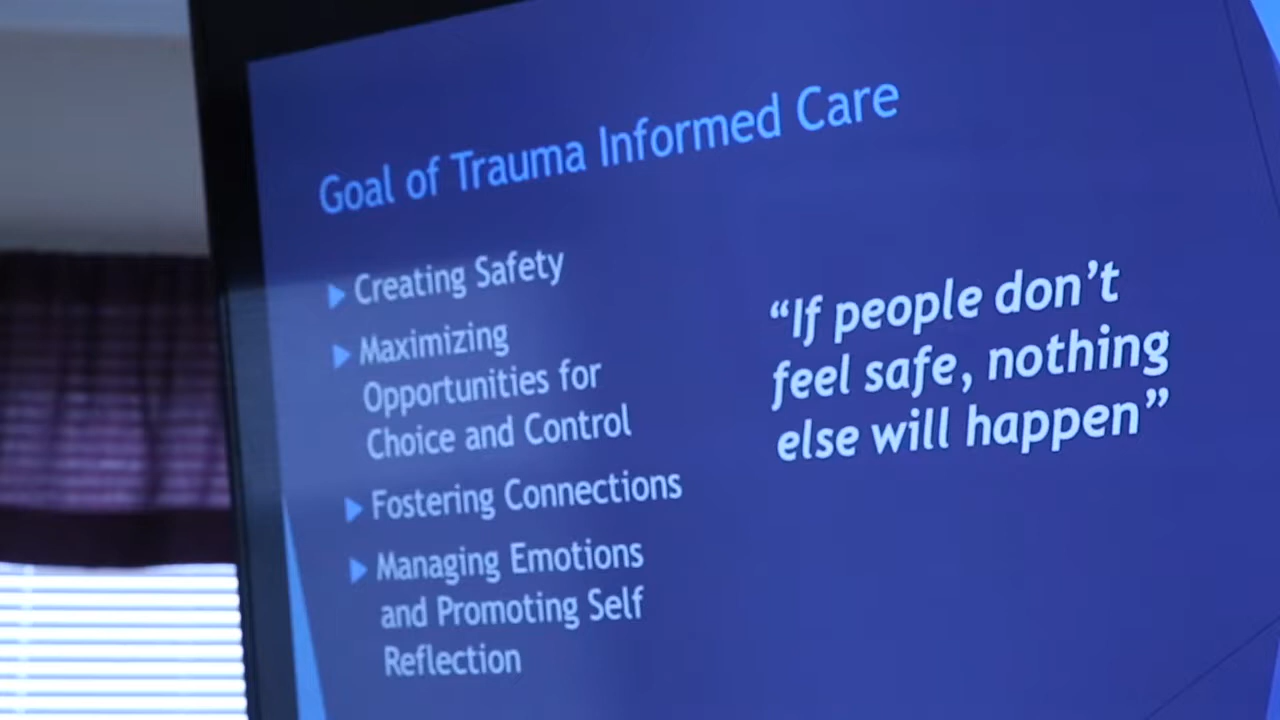 Goal of Trauma Informed Care
Creating Safety
Maximizing
Opportunities for
Choice and Control
Fostering Connections
Managing Emotions
and Promoting Self
Reflection
“If people don’t
feel safe, nothing
else will happen”